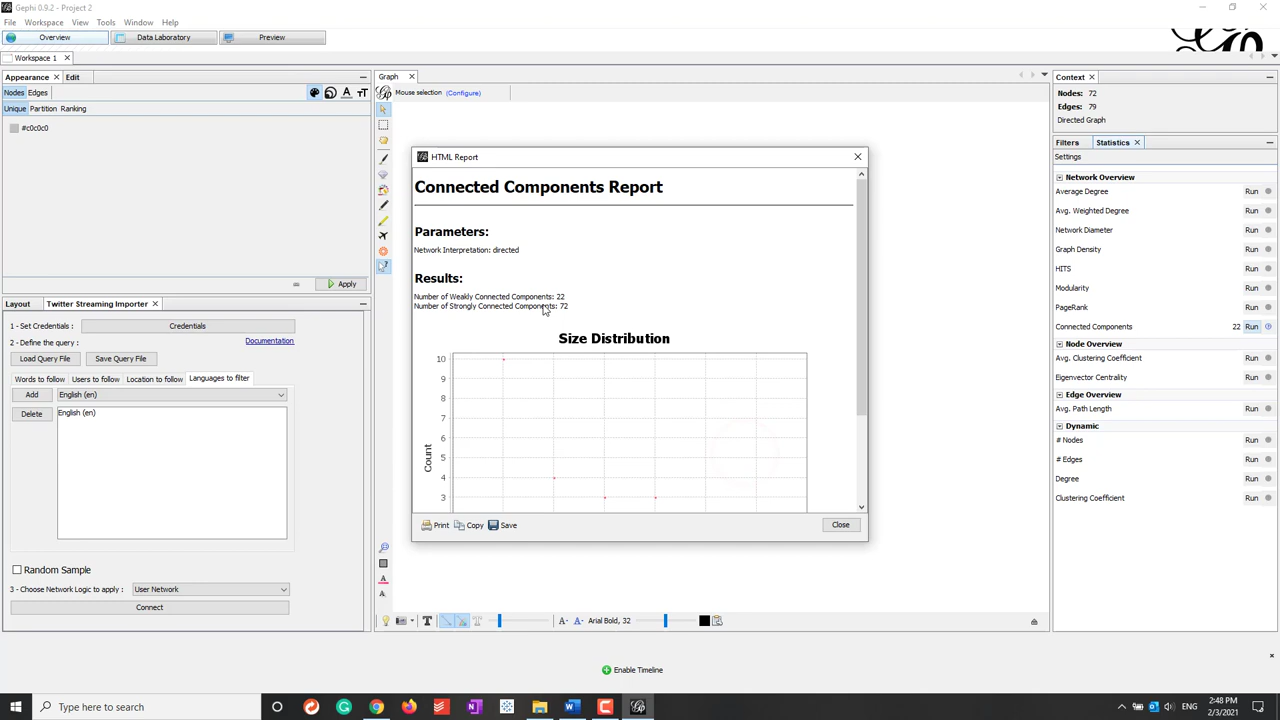 Gephi 0.9.2 - Project 2
File Workspace View Tools Window Help
Overview Data Laboratory Preview
Workspace 1
Appearance Edit
Nodes Edges
Unique Partition Ranking
#c0c0c0
Apply
Layout Twitter Streaming Importer
1 - Set Credentials : Credentials
2 - Define the query : Documentation
Load Query File Save Query File
Words to follow Users to follow Location to follow Languages to filter
Add English (en)
Delete English (en)
Random Sample
3 - Choose Network Logic to apply : User Network
Connect
Graph
Mouse selection (Configure)
HTML Report
Connected Components Report
Parameters:
Network Interpretation: directed
Results:
Number of Weakly Connected Components: 22
Number of Strongly Connected Components: 72
Size Distribution
10
9
8
7
6
5
4
3
Count
Print Copy Save Close
T T A- A- Arial Bold, 32
Context
Nodes: 72
Edges: 79
Directed Graph
Filters Statistics
Settings
Network Overview
Average Degree Run
Avg. Weighted Degree Run
Network Diameter Run
Graph Density Run
HITS Run
Modularity Run
PageRank Run
Connected Components 22 Run
Node Overview
Avg. Clustering Coefficient Run
Eigenvector Centrality Run
Edge Overview
Avg. Path Length Run
Dynamic
# Nodes Run
# Edges Run
Degree Run
Clustering Coefficient Run
Enable Timeline
Type here to search
ENG
2:48 PM
2/3/2021